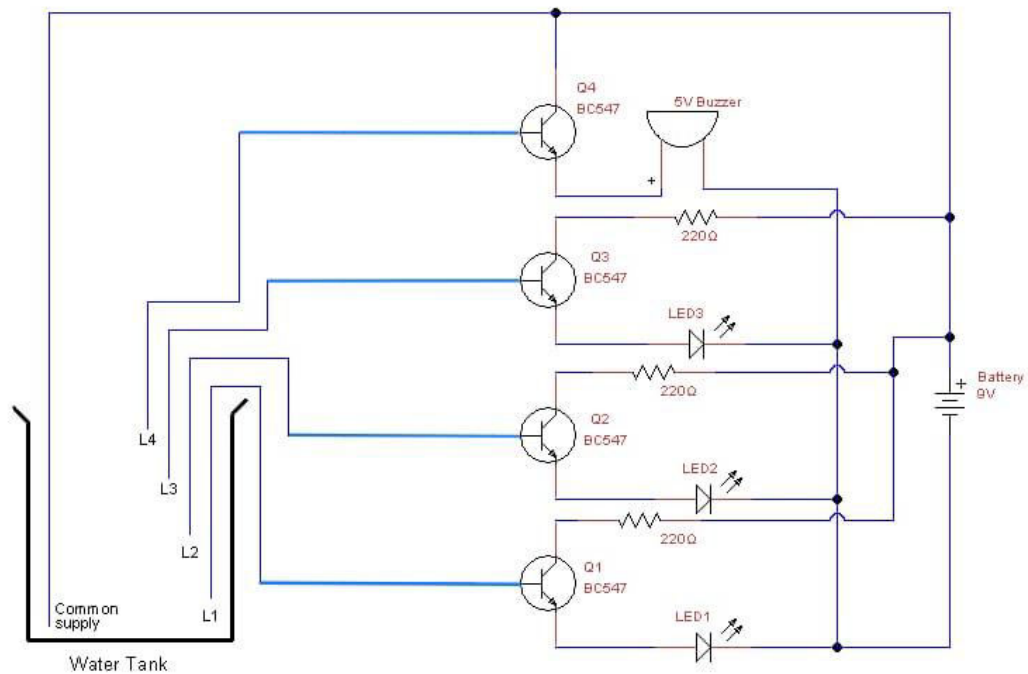 Q4
BC547
5V Buzzer
+
220Ω
Q3
BC547
LED3
220Ω
+
Battery
9V
L4
Q2
BC547
L3
LED2
L2
220Ω
Q1
BC547
L1
Common
supply
LED1
Water Tank